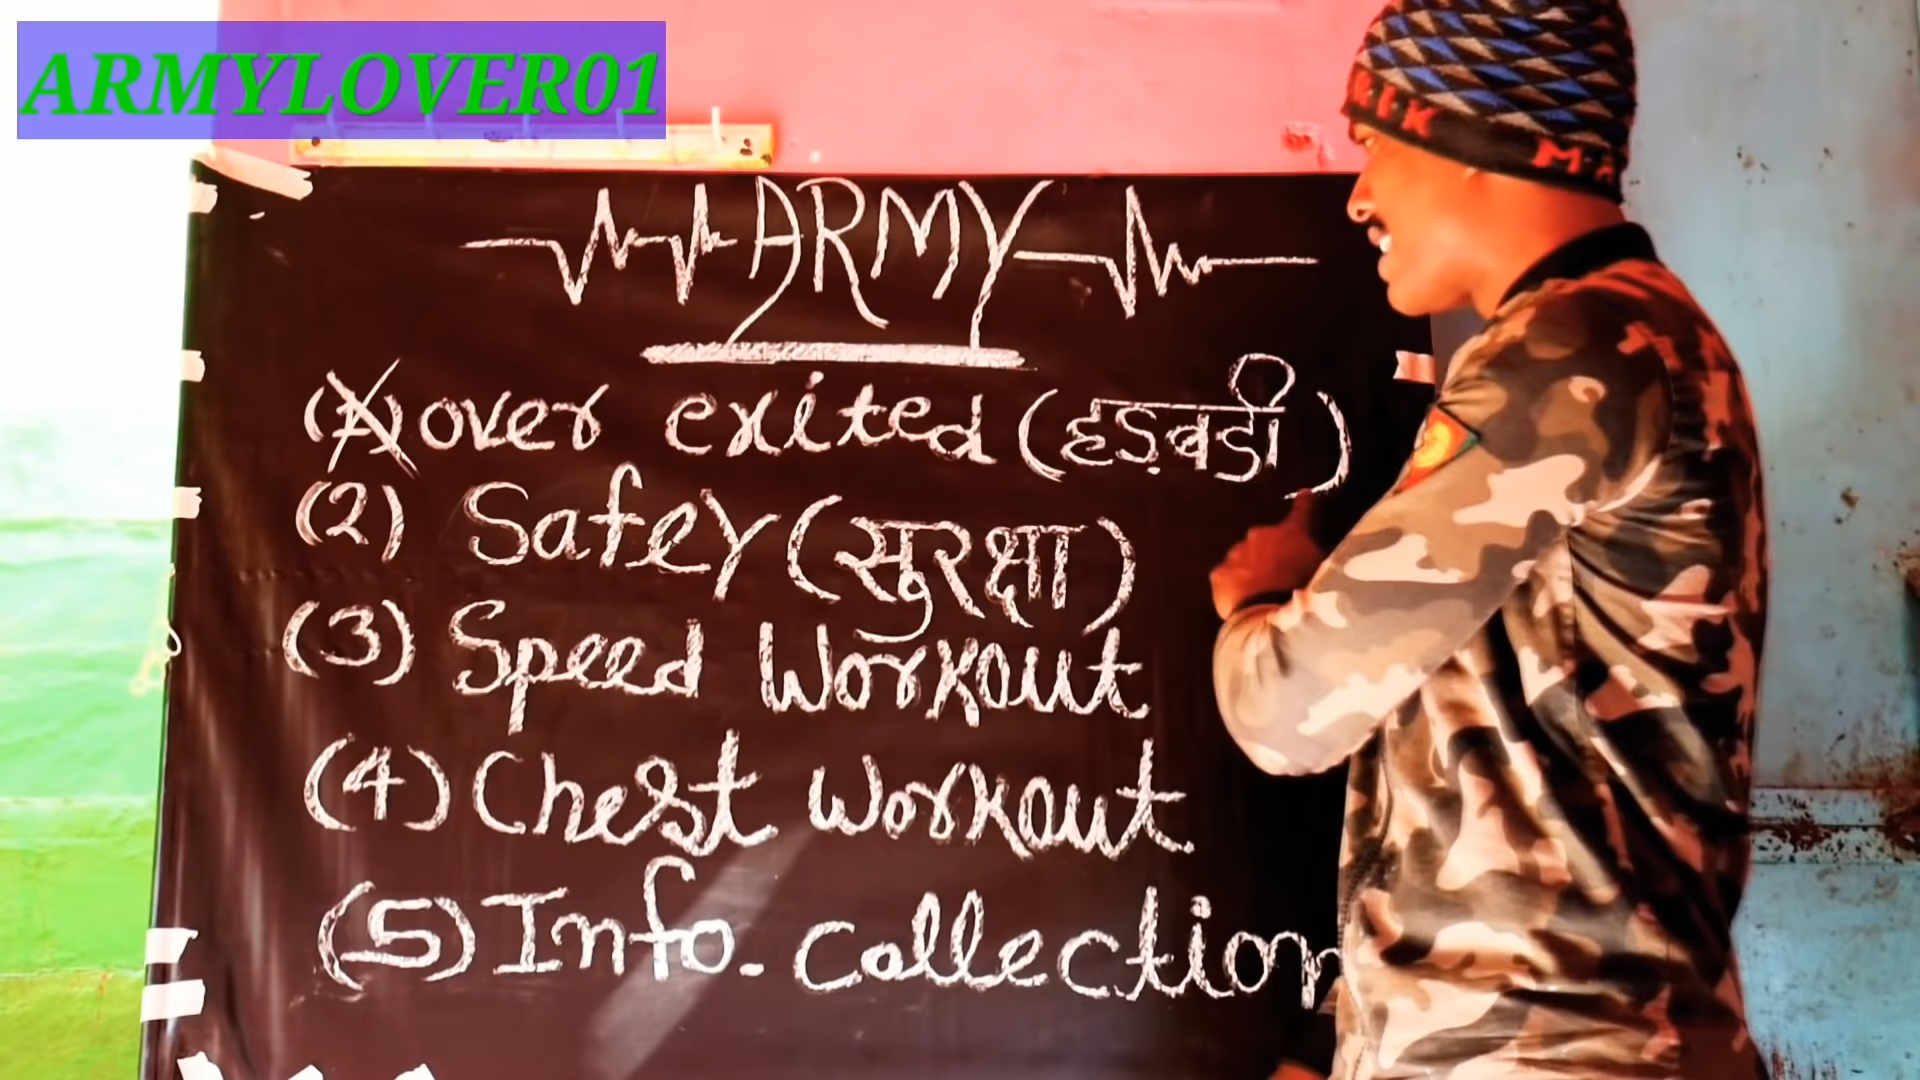 ARMYLOVER01
ARMY
(1) over exited (हड़बडी)
(2) Safey (सुरक्षा)
(3) Speed Workout
(4) Chest Workout.
(5) Info. Collection